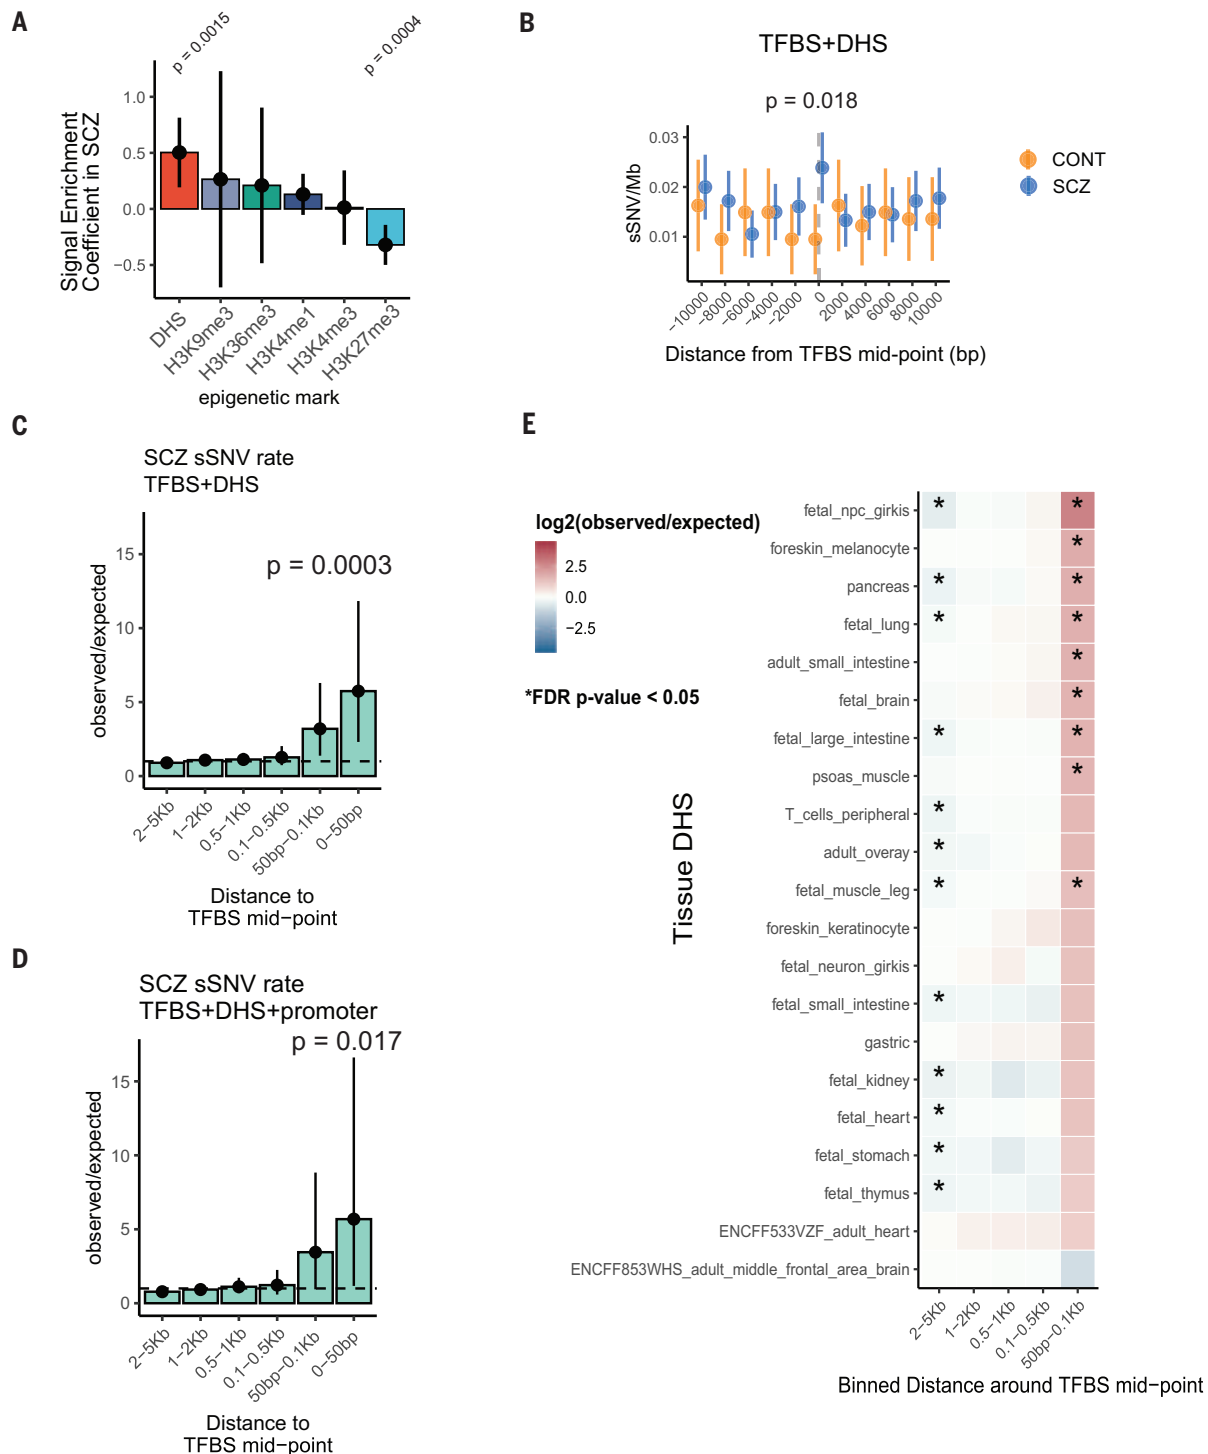 A
p = 0.0015
p = 0.0004
Signal Enrichment
Coefficient in SCZ
1.0
0.5
0.0
−0.5
DHS
H3K9me3
H3K36me3
H3K4me1
H3K4me3
H3K27me3
epigenetic mark
B
TFBS+DHS
p = 0.018
sSNV/Mb
0.03
0.02
0.01
−10000
−8000
−6000
−4000
−2000
0
2000
4000
6000
8000
10000
Distance from TFBS mid-point (bp)
CONT
SCZ
C
SCZ sSNV rate
TFBS+DHS
p = 0.0003
observed/expected
15
10
5
0
2−5Kb
1−2Kb
0.5−1Kb
0.1−0.5Kb
50bp−0.1Kb
0−50bp
Distance to
TFBS mid−point
D
SCZ sSNV rate
TFBS+DHS+promoter
p = 0.017
observed/expected
15
10
5
0
2−5Kb
1−2Kb
0.5−1Kb
0.1−0.5Kb
50bp−0.1Kb
0−50bp
Distance to
TFBS mid−point
E
log2(observed/expected)
2.5
0.0
−2.5
*FDR p-value < 0.05
Tissue DHS
fetal_npc_girkis * *
foreskin_melanocyte *
pancreas * *
fetal_lung * *
adult_small_intestine *
fetal_brain *
fetal_large_intestine * *
psoas_muscle *
T_cells_peripheral *
adult_overay *
fetal_muscle_leg * *
foreskin_keratinocyte
fetal_neuron_girkis
fetal_small_intestine *
gastric
fetal_kidney *
fetal_heart *
fetal_stomach *
fetal_thymus *
ENCFF533VZF_adult_heart
ENCFF853WHS_adult_middle_frontal_area_brain
2−5Kb
1−2Kb
0.5−1Kb
0.1−0.5Kb
50bp−0.1Kb
Binned Distance around TFBS mid−point